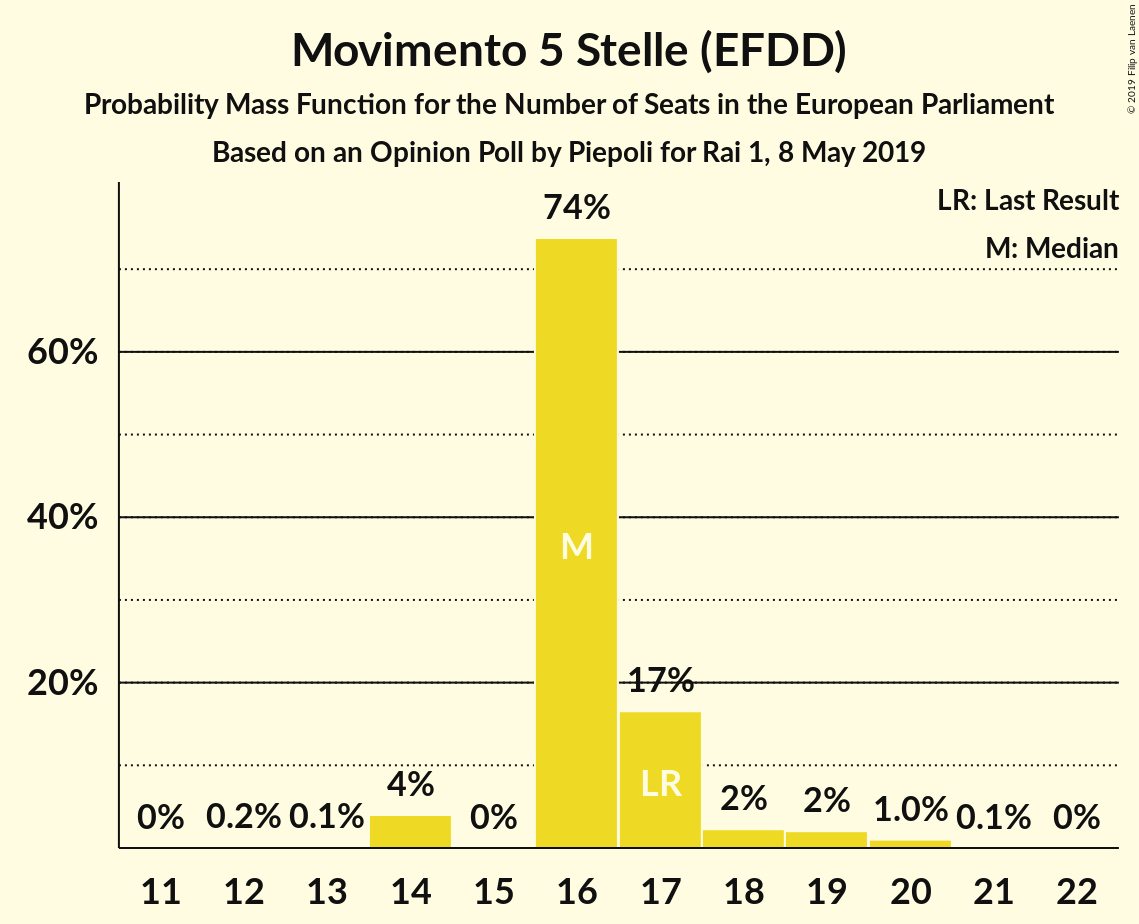 Movimento 5 Stelle (EFDD)
Probability Mass Function for the Number of Seats in the European Parliament
Based on an Opinion Poll by Piepoli for Rai 1, 8 May 2019
© 2019 Filip van Laenen
LR: Last Result
M: Median
60%
40%
20%
0%
0.2%
0.1%
4%
0%
74%
M
17%
LR
2%
2%
1.0%
0.1%
0%
11 12 13 14 15 16 17 18 19 20 21 22